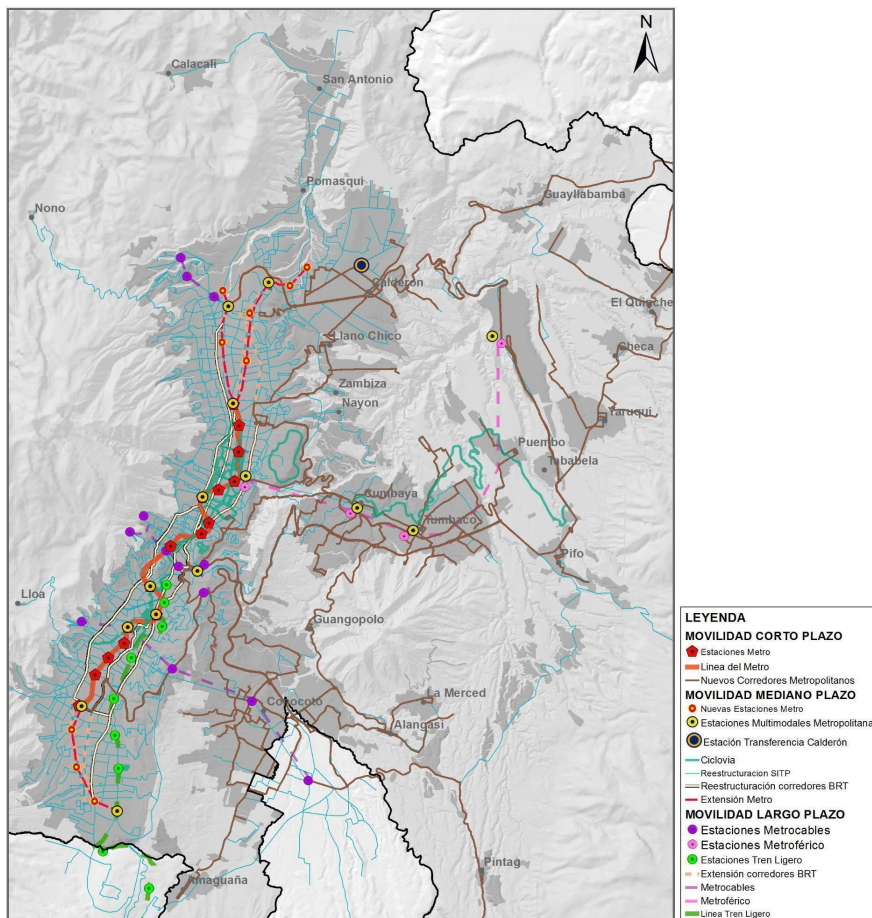 N
Calacali
San Antonio
Pomasqui
Guayllabamba
Nono
Calderon
El Quinche
Llano Chico
Checa
Zambiza
Nayon
Yaruqui
Puembo
Tababela
Cumbaya
Tumbaco
Pifo
Lloa
Guangopolo
La Merced
Conocoto
Alangasi
Pintag
Amaguaña
LEYENDA
MOVILIDAD CORTO PLAZO
Estaciones Metro
Linea del Metro
Nuevos Corredores Metropolitanos
MOVILIDAD MEDIANO PLAZO
Nuevas Estaciones Metro
Estaciones Multimodales Metropolitana
Estación Transferencia Calderón
Ciclovia
Reestructuracion SITP
Reestructuración corredores BRT
Extensión Metro
MOVILIDAD LARGO PLAZO
Estaciones Metrocables
Estaciones Metroférico
Estaciones Tren Ligero
Extensión corredores BRT
Metrocables
Metroférico
Linea Tren Ligero